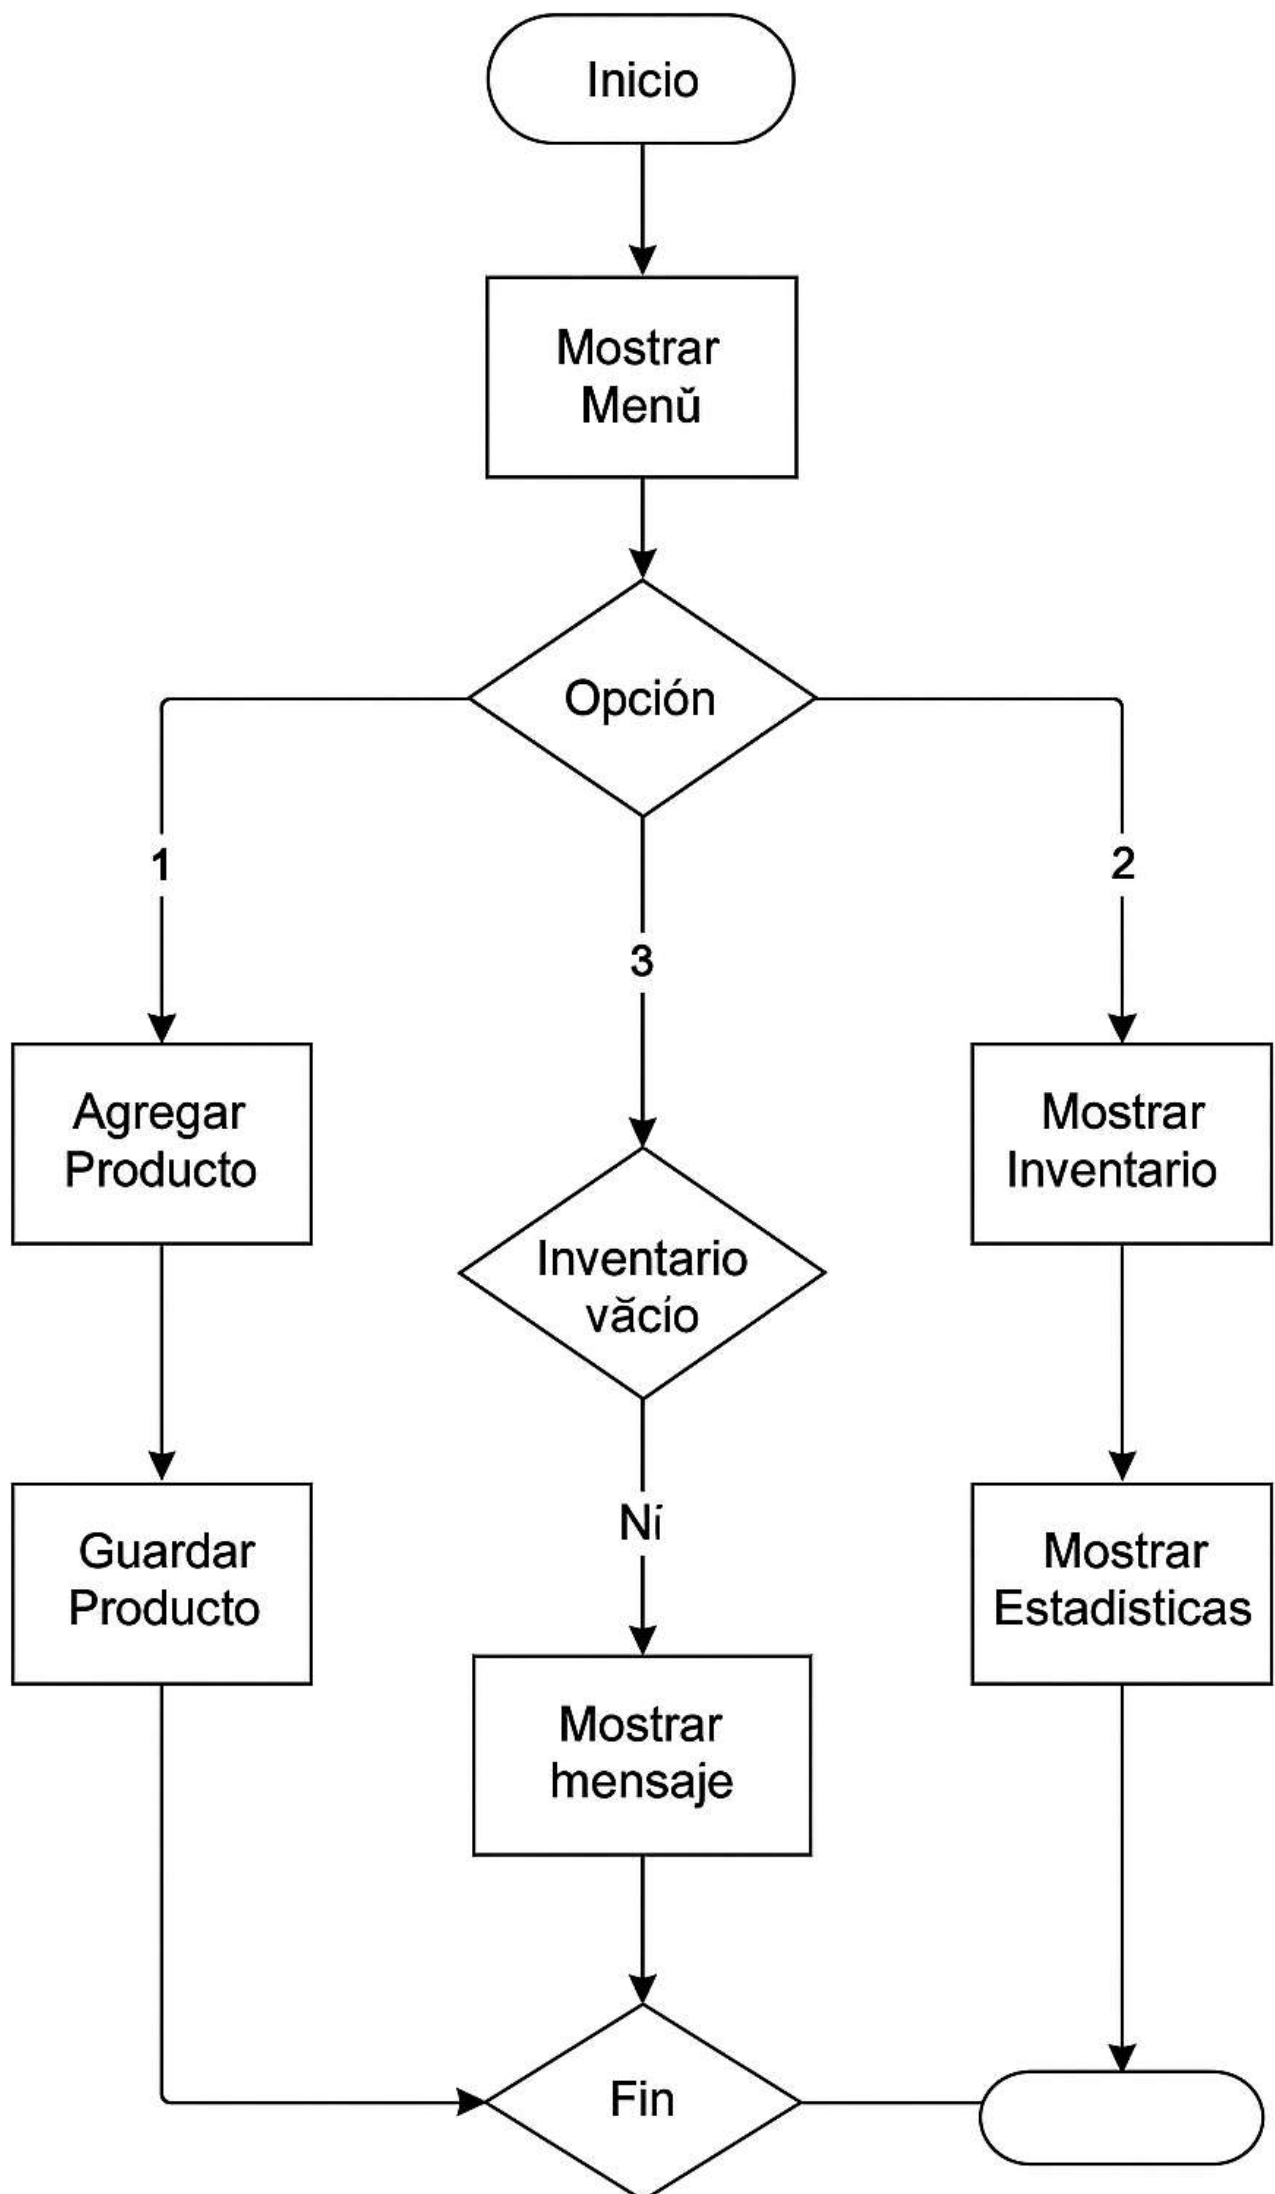 Inicio
Mostrar
Menŭ
Opción
1
2
3
Agregar
Producto
Mostrar
Inventario
Inventario
văcío
Guardar
Producto
Ní
Mostrar
Estadisticas
Mostrar
mensaje
Fin